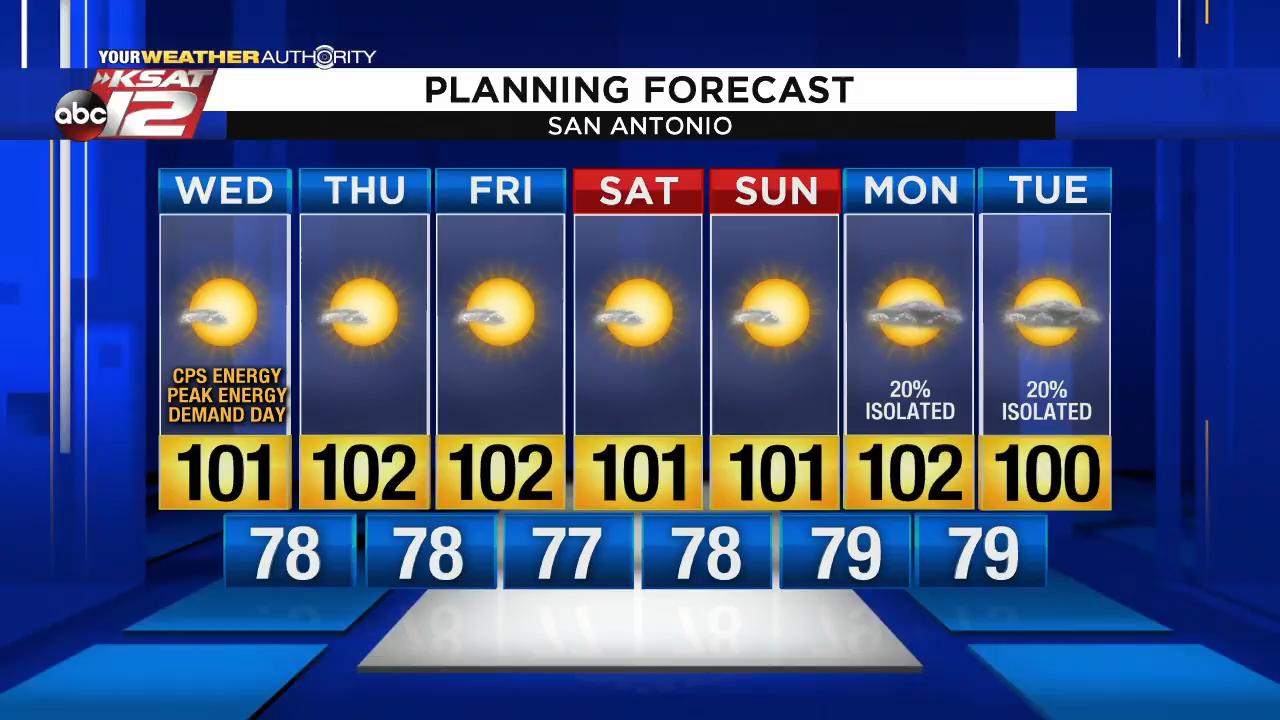 YOURWEATHERAUTHORITY
KSAT
abc 12
PLANNING FORECAST
SAN ANTONIO
WED THU FRI SAT SUN MON TUE
CPS ENERGY
PEAK ENERGY
DEMAND DAY
20%
ISOLATED
20%
ISOLATED
101 102 102 101 101 102 100
78 78 77 78 79 79